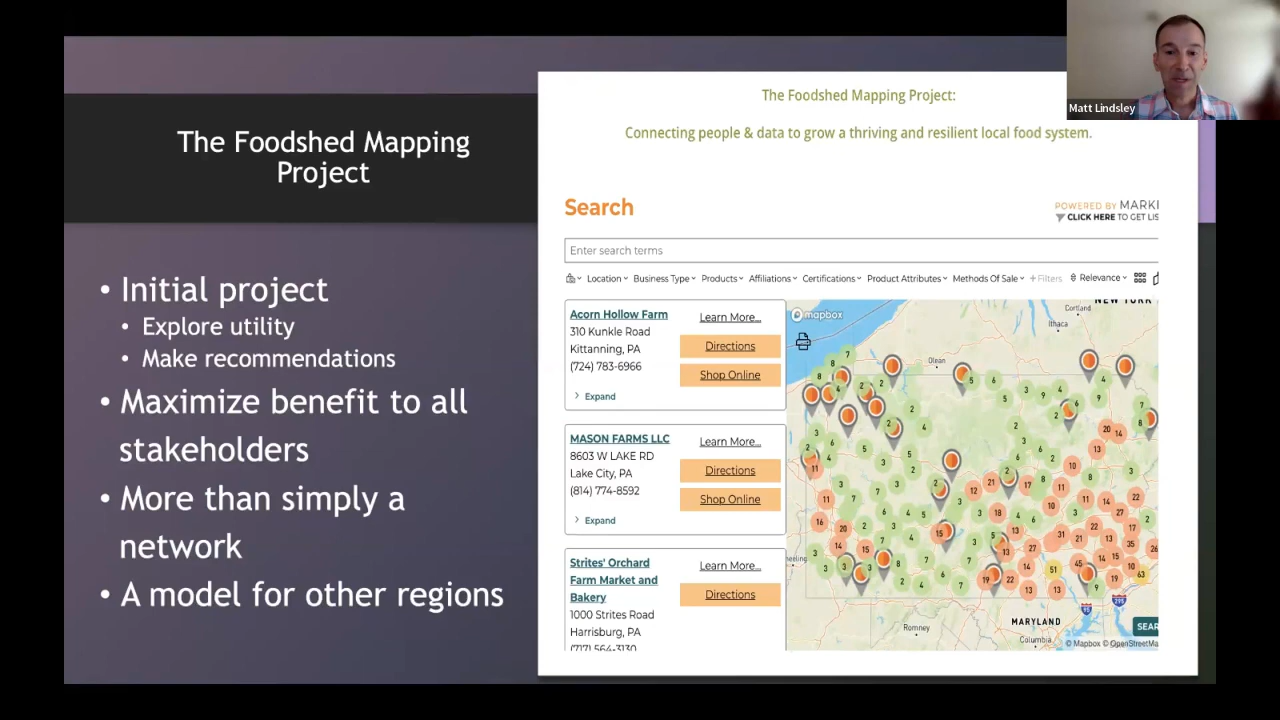 The Foodshed Mapping
Project
• Initial project
• Explore utility
• Make recommendations
• Maximize benefit to all
stakeholders
• More than simply a
network
• A model for other regions
The Foodshed Mapping Project:
Connecting people & data to grow a thriving and resilient local food system.
Matt Lindsley
Search
POWERED BY MARKI
CLICK HERE TO GET LIS
Enter search terms
Location Business Type Products Affiliations Certifications Product Attributes Methods Of Sale +Filters Relevance
Acorn Hollow Farm
310 Kunkle Road
Kittanning, PA
(724) 783-6966
Learn More...
Directions
Shop Online
Expand
MASON FARMS LLC
8603 W LAKE RD
Lake City, PA
(814) 774-8592
Learn More...
Directions
Shop Online
Expand
Strites' Orchard
Farm Market and
Bakery
1000 Strites Road
Harrisburg, PA
(717) 564-3130
Learn More...
Directions
mapbox
NEW YORK
Cortland
Ithaca
Olean
heeling
Romney
MARYLAND
Columbia
SEAR
© Mapbox © OpenStreetMa